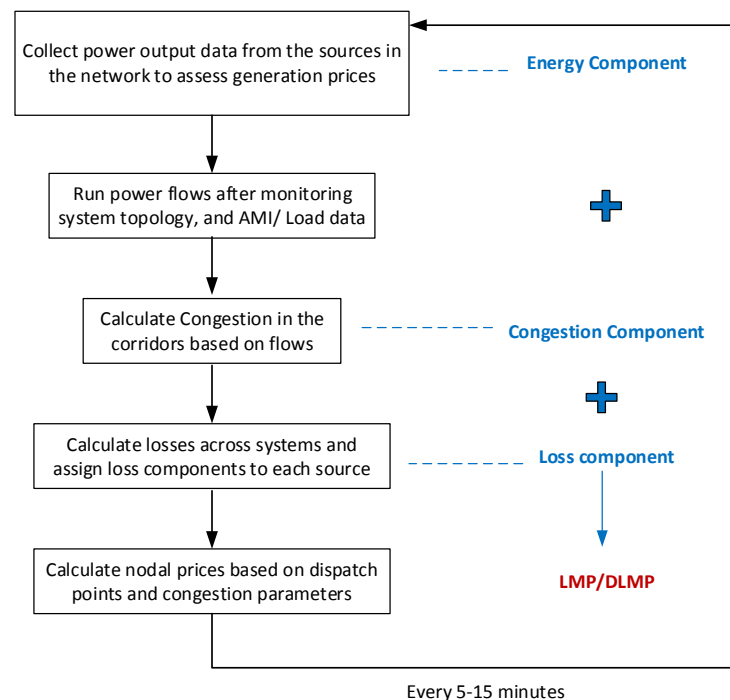 Collect power output data from the sources in
the network to assess generation prices
Energy Component
Run power flows after monitoring
system topology, and AMI/ Load data
Calculate Congestion in the
corridors based on flows
Congestion Component
Calculate losses across systems and
assign loss components to each source
Loss component
Calculate nodal prices based on dispatch
points and congestion parameters
LMP/DLMP
Every 5-15 minutes